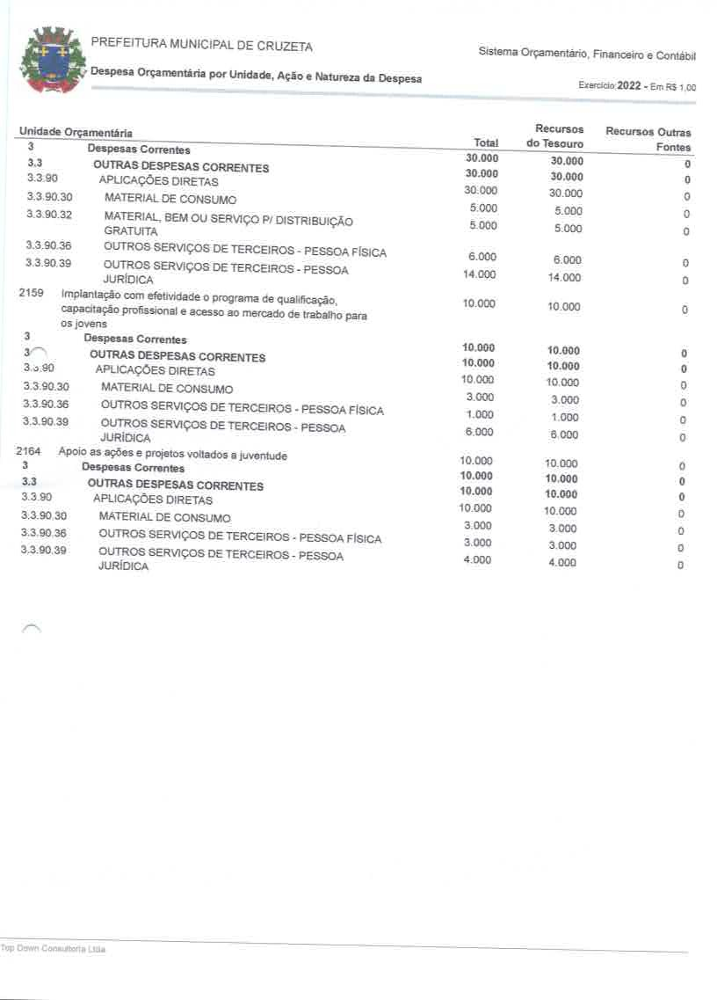 PREFEITURA MUNICIPAL DE CRUZETA
Sistema Orçamentário, Financeiro e Contábil
Despesa Orçamentária por Unidade, Ação e Natureza da Despesa
Exercício:2022 - Em R$ 1,00
Unidade Orçamentária Total Recursos do Tesouro Recursos Outras Fontes
3 Despesas Correntes 30.000 30.000 0
3.3 OUTRAS DESPESAS CORRENTES 30.000 30.000 0
3.3.90 APLICAÇÕES DIRETAS 30.000 30.000 0
3.3.90.30 MATERIAL DE CONSUMO 5.000 5.000 0
3.3.90.32 MATERIAL, BEM OU SERVIÇO P/ DISTRIBUIÇÃO 5.000 5.000 0
GRATUITA
3.3.90.36 OUTROS SERVIÇOS DE TERCEIROS - PESSOA FÍSICA 6.000 6.000 0
3.3.90.39 OUTROS SERVIÇOS DE TERCEIROS - PESSOA 14.000 14.000 0
JURÍDICA
2159 Implantação com efetividade o programa de qualificação, 10.000 10.000 0
capacitação profissional e acesso ao mercado de trabalho para
os jovens
3 Despesas Correntes 10.000 10.000 0
3 OUTRAS DESPESAS CORRENTES 10.000 10.000 0
3.3.90 APLICAÇÕES DIRETAS 10.000 10.000 0
3.3.90.30 MATERIAL DE CONSUMO 3.000 3.000 0
3.3.90.36 OUTROS SERVIÇOS DE TERCEIROS - PESSOA FÍSICA 1.000 1.000 0
3.3.90.39 OUTROS SERVIÇOS DE TERCEIROS - PESSOA 6.000 6.000 0
JURÍDICA
2164 Apoio as ações e projetos voltados a juventude 10.000 10.000 0
3 Despesas Correntes 10.000 10.000 0
3.3 OUTRAS DESPESAS CORRENTES 10.000 10.000 0
3.3.90 APLICAÇÕES DIRETAS 10.000 10.000 0
3.3.90.30 MATERIAL DE CONSUMO 3.000 3.000 0
3.3.90.36 OUTROS SERVIÇOS DE TERCEIROS - PESSOA FÍSICA 3.000 3.000 0
3.3.90.39 OUTROS SERVIÇOS DE TERCEIROS - PESSOA 4.000 4.000 0
JURÍDICA
Top Down Consultoria Ltda